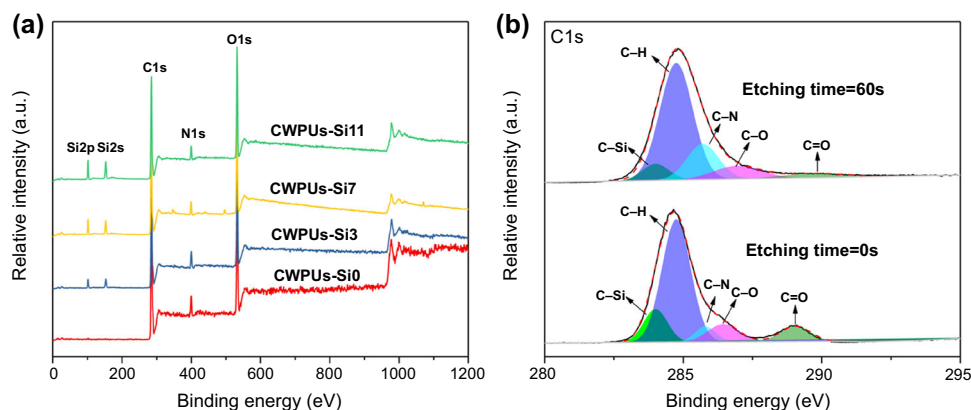 (a)
Relative intensity (a.u.)
Si2p Si2s
C1s
N1s
O1s
CWPUs-Si11
CWPUs-Si7
CWPUs-Si3
CWPUs-Si0
0 200 400 600 800 1000 1200
Binding energy (eV)
(b)
Relative intensity (a.u.)
C1s
C–H
Etching time=60s
C–N
C–Si
C–O
C=O
C–H
Etching time=0s
C–Si
C–N
C–O
C=O
280 285 290 295
Binding energy (eV)